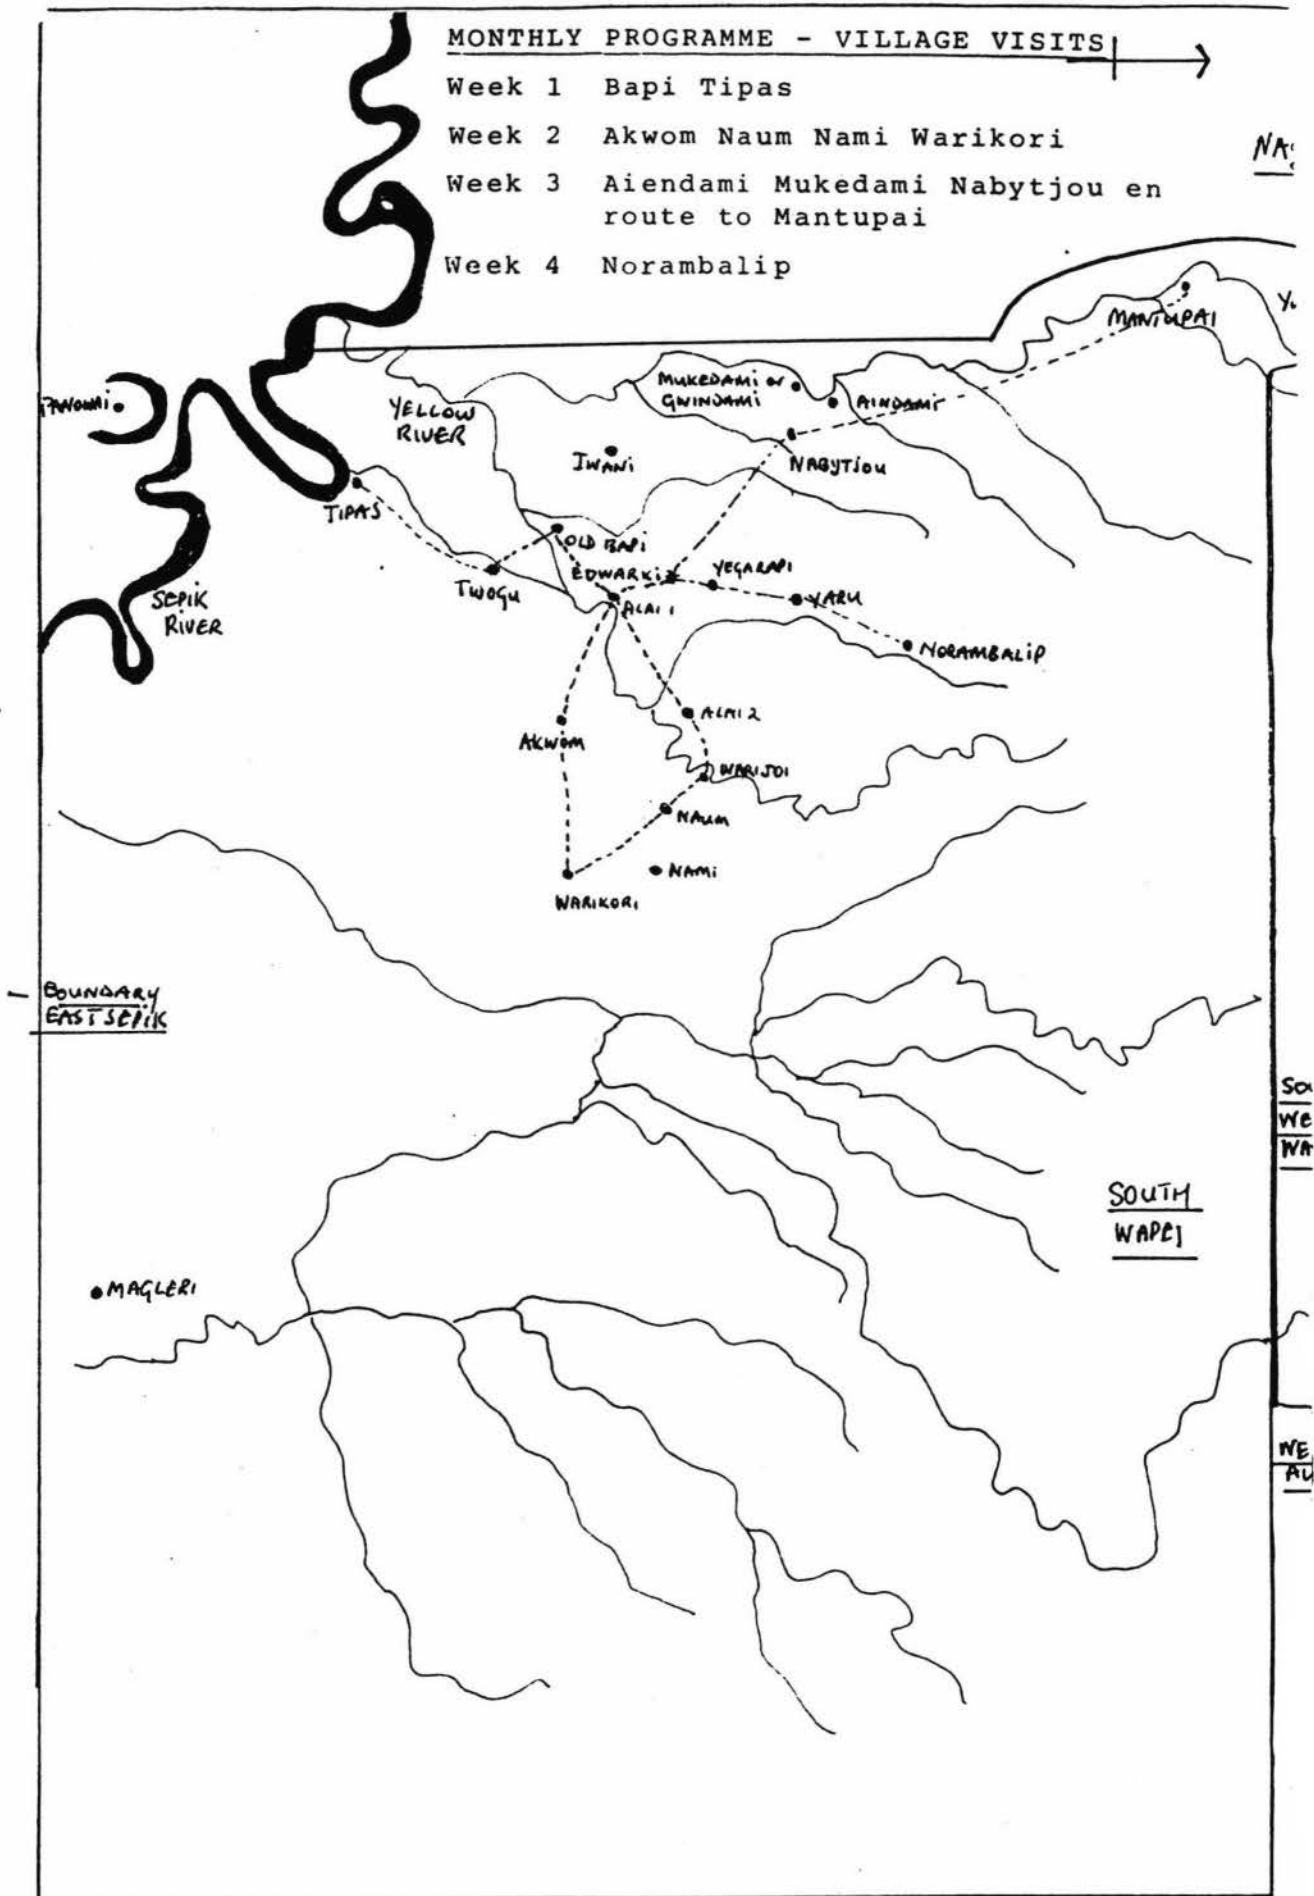 MONTHLY PROGRAMME - VILLAGE VISITS
Week 1 Bapi Tipas
Week 2 Akwom Naum Nami Warikori
Week 3 Aiendami Mukedami Nabytjou en
route to Mantupai
Week 4 Norambalip
MANTUPAI
MUKEDAMI or
GWINDAMI
AINDAMI
YELLOW
RIVER
IWANI
NABYTJOU
TIPAS
OLD BAPI
EDWARKI
YEGARAPI
TWOGU
ALAI 1
YARU
SEPIK
RIVER
NORAMBALIP
ALAI 2
AKWOM
WARIJOI
NAUM
NAMI
WARIKORI
BOUNDARY
EAST SEPIK
SOUTH
WAPEI
MAGLERI